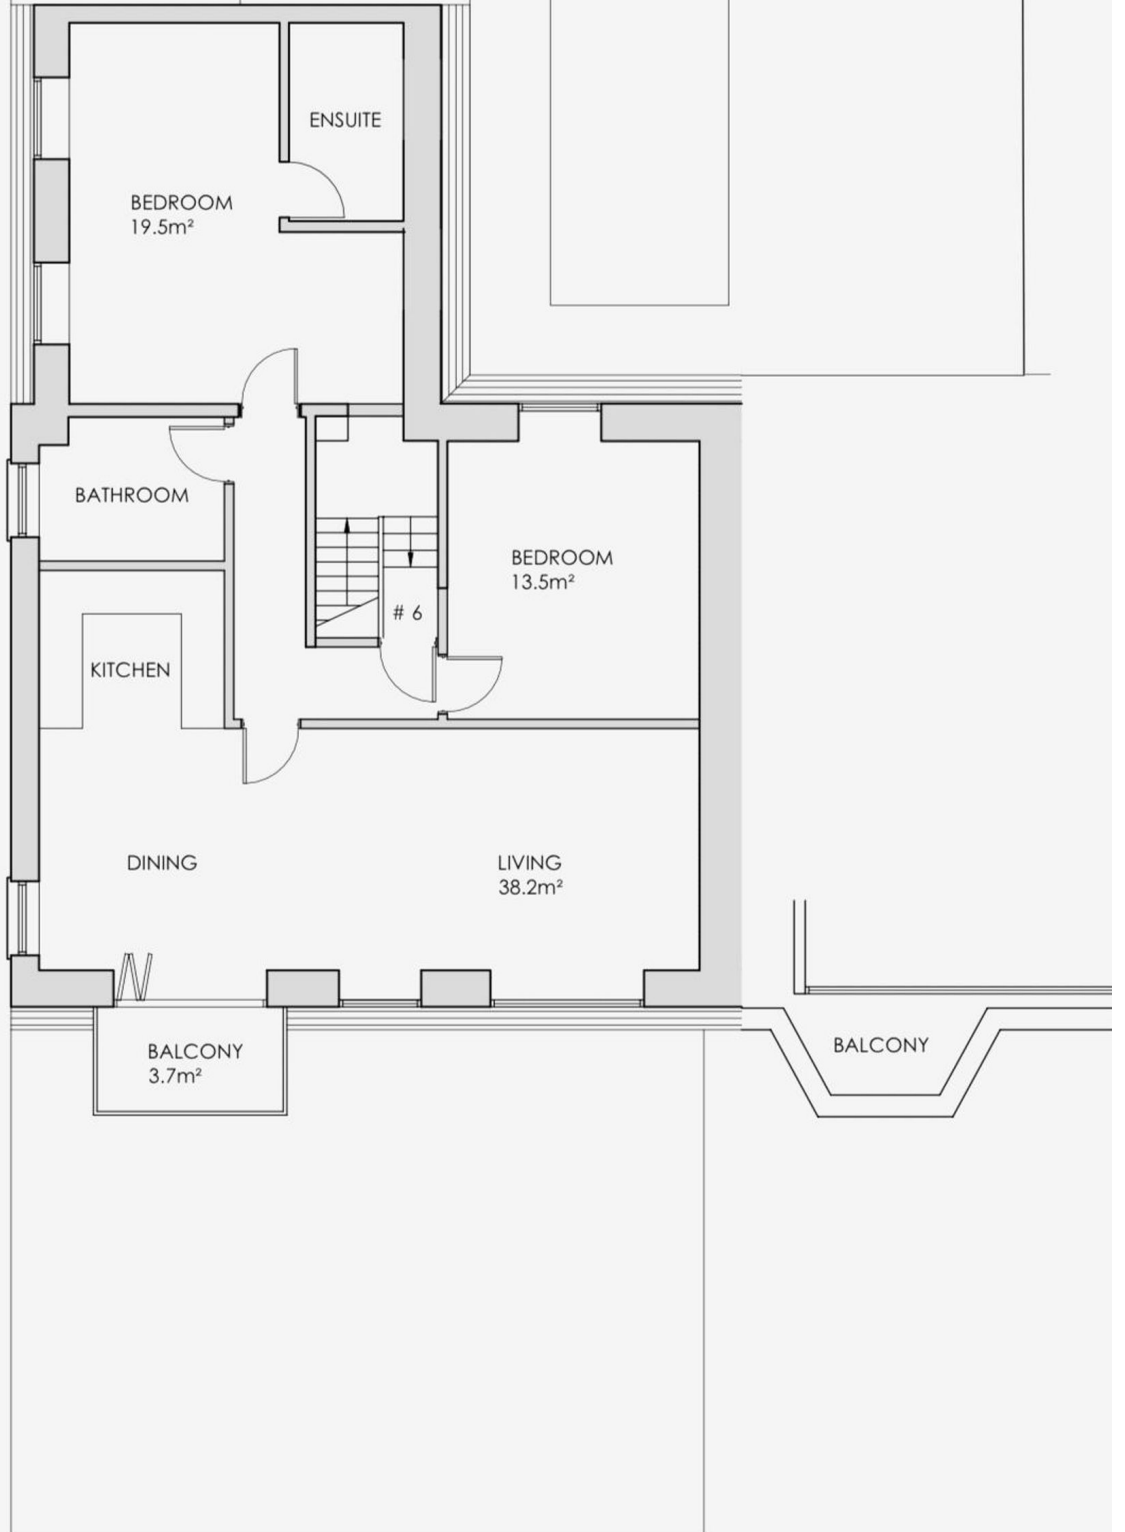 ENSUITE
BEDROOM
19.5m²
BATHROOM
BEDROOM
13.5m²
# 6
KITCHEN
DINING
LIVING
38.2m²
BALCONY
3.7m²
BALCONY